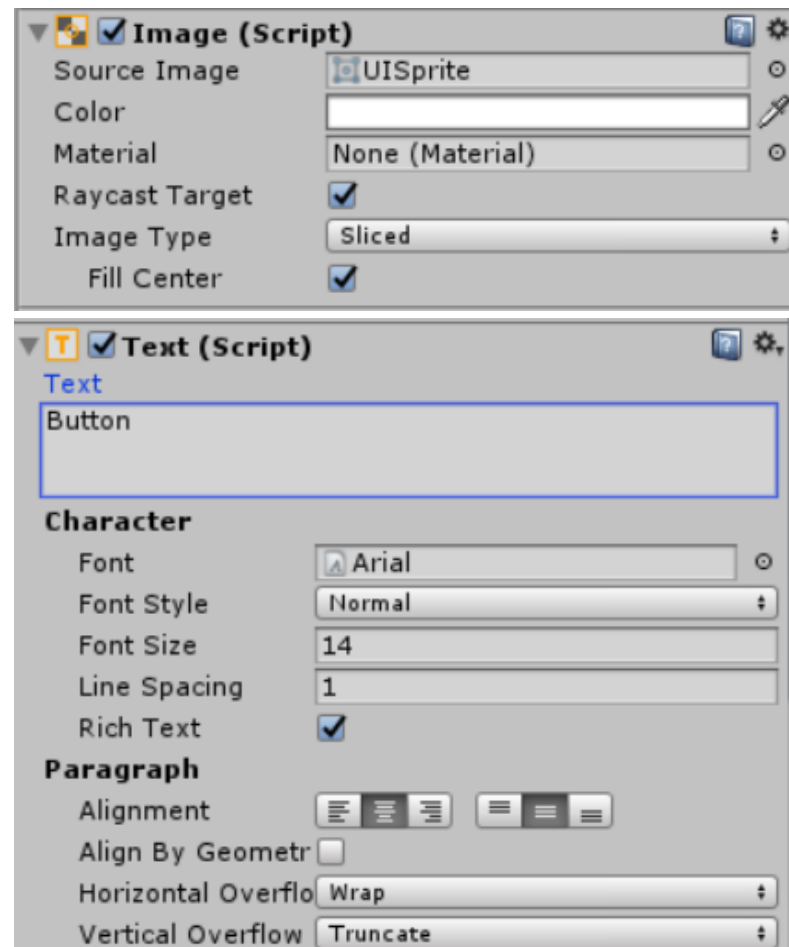 Image (Script)
Source Image UISprite
Color
Material None (Material)
Raycast Target
Image Type Sliced
Fill Center
T Text (Script)
Text
Button
Character
Font Arial
Font Style Normal
Font Size 14
Line Spacing 1
Rich Text
Paragraph
Alignment
Align By Geometr
Horizontal Overflo Wrap
Vertical Overflow Truncate